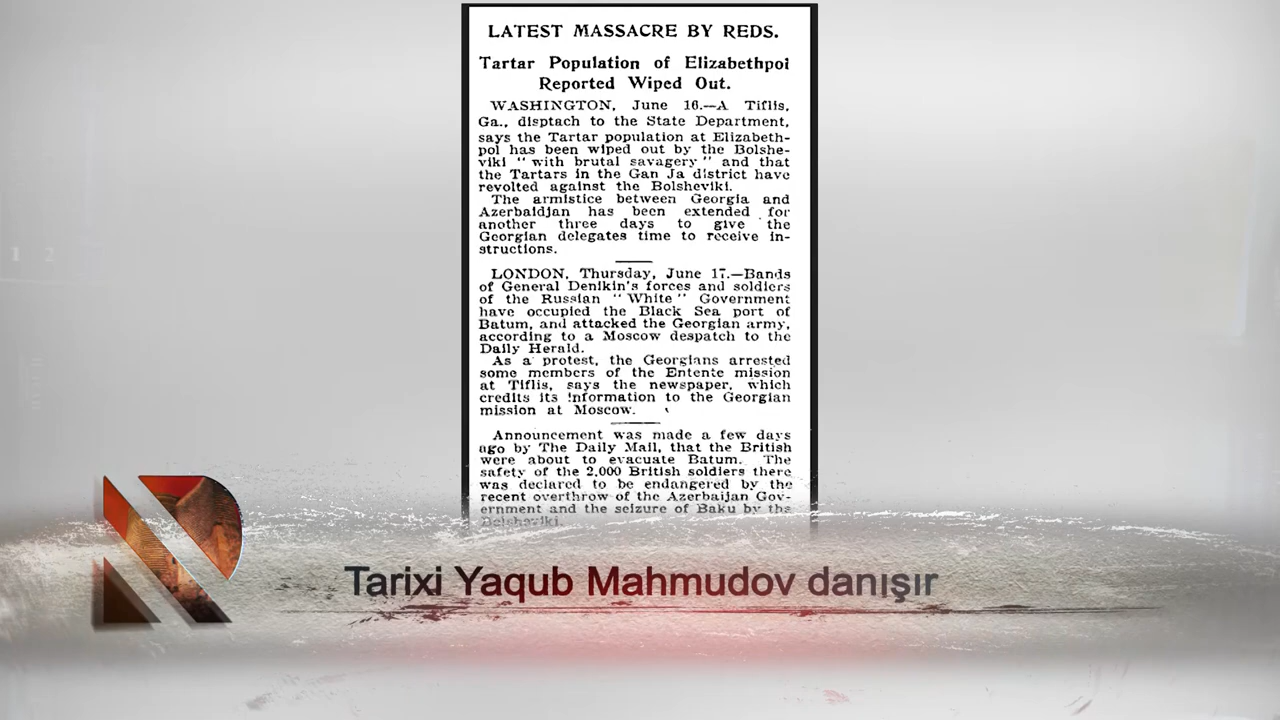 LATEST MASSACRE BY REDS.
Tartar Population of Elizabethpol
Reported Wiped Out.
WASHINGTON, June 16.—A Tiflis,
Ga., disptach to the State Department,
says the Tartar population at Elizabeth-
pol has been wiped out by the Bolshe-
viki "with brutal savagery" and that
the Tartars in the Gan Ja district have
revolted against the Bolsheviki.
The armistice between Georgia and
Azerbaidjan has been extended for
another three days to give the
Georgian delegates time to receive in-
structions.
LONDON, Thursday, June 17.—Bands
of General Denikin's forces and soldiers
of the Russian "White" Government
have occupied the Black Sea port of
Batum, and attacked the Georgian army,
according to a Moscow despatch to the
Daily Herald.
As a protest, the Georgians arrested
some members of the Entente mission
at Tiflis, says the newspaper, which
credits its information to the Georgian
mission at Moscow.
Announcement was made a few days
ago by The Daily Mail, that the British
were about to evacuate Batum. The
safety of the 2,000 British soldiers there
was declared to be endangered by the
recent overthrow of the Azerbaijan Gov-
ernment and the seizure of Baku by the
Bolsheviki.
Tarixi Yaqub Mahmudov danışır